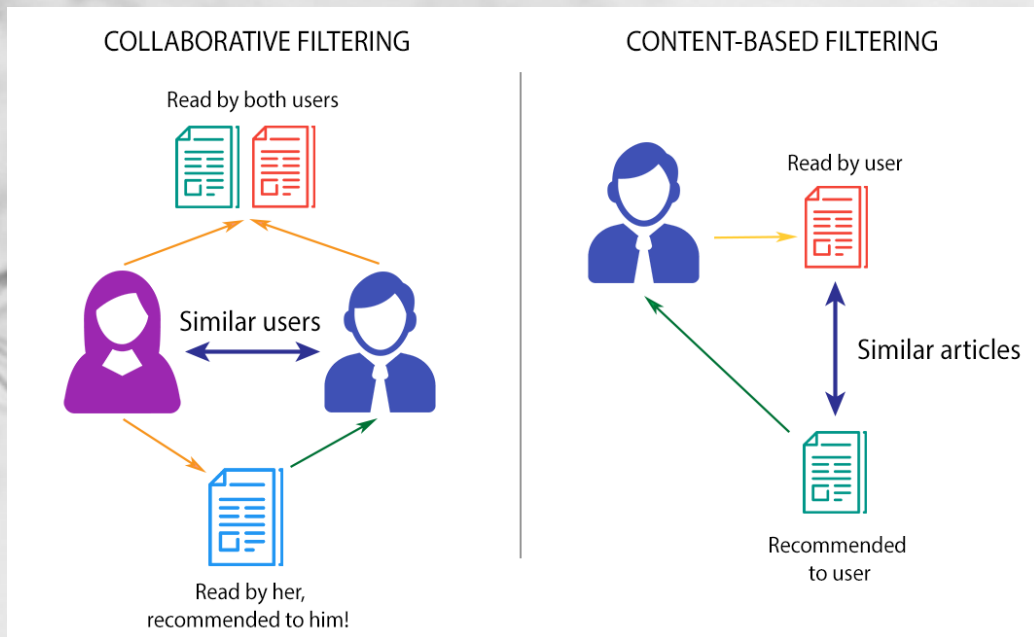 COLLABORATIVE FILTERING
Read by both users
Similar users
Read by her,
recommended to him!
CONTENT-BASED FILTERING
Read by user
Similar articles
Recommended
to user